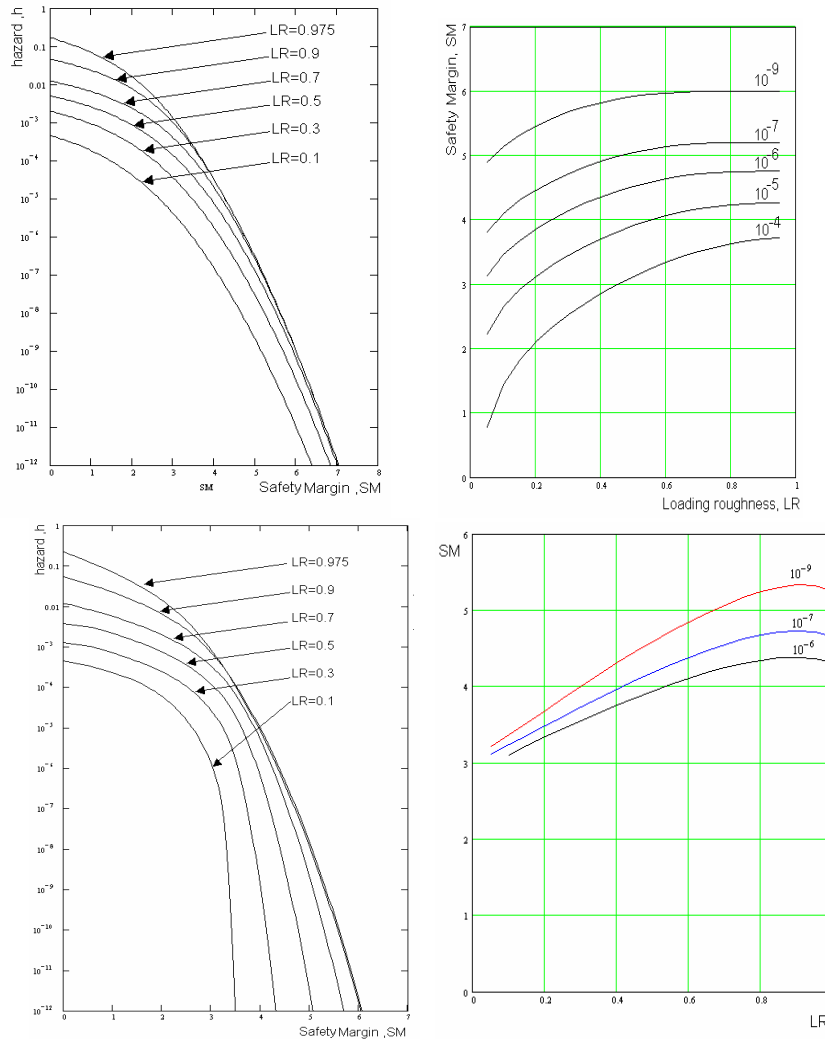 hazard ,h
1
0.1
0.01
10⁻³
10⁻⁴
10⁻⁵
10⁻⁶
10⁻⁷
10⁻⁸
10⁻⁹
10⁻¹⁰
10⁻¹¹
10⁻¹²
LR=0.975
LR=0.9
LR=0.7
LR=0.5
LR=0.3
LR=0.1
0 1 2 3 4 5 6 7 8
SM
Safety Margin ,SM
Safety Margin, SM
7
6
5
4
3
2
1
0
10⁻⁹
10⁻⁷
10⁻⁶
10⁻⁵
10⁻⁴
0.2 0.4 0.6 0.8 1
Loading roughness, LR
hazard ,h
1
0.1
0.01
10⁻³
10⁻⁴
10⁻⁵
10⁻⁶
10⁻⁷
10⁻⁸
10⁻⁹
10⁻¹⁰
10⁻¹¹
10⁻¹²
LR=0.975
LR=0.9
LR=0.7
LR=0.5
LR=0.3
LR=0.1
0 1 2 3 4 5 6 7
Safety Margin ,SM
SM
6
5
4
3
2
1
0
10⁻⁹
10⁻⁷
10⁻⁶
0 0.2 0.4 0.6 0.8
LR